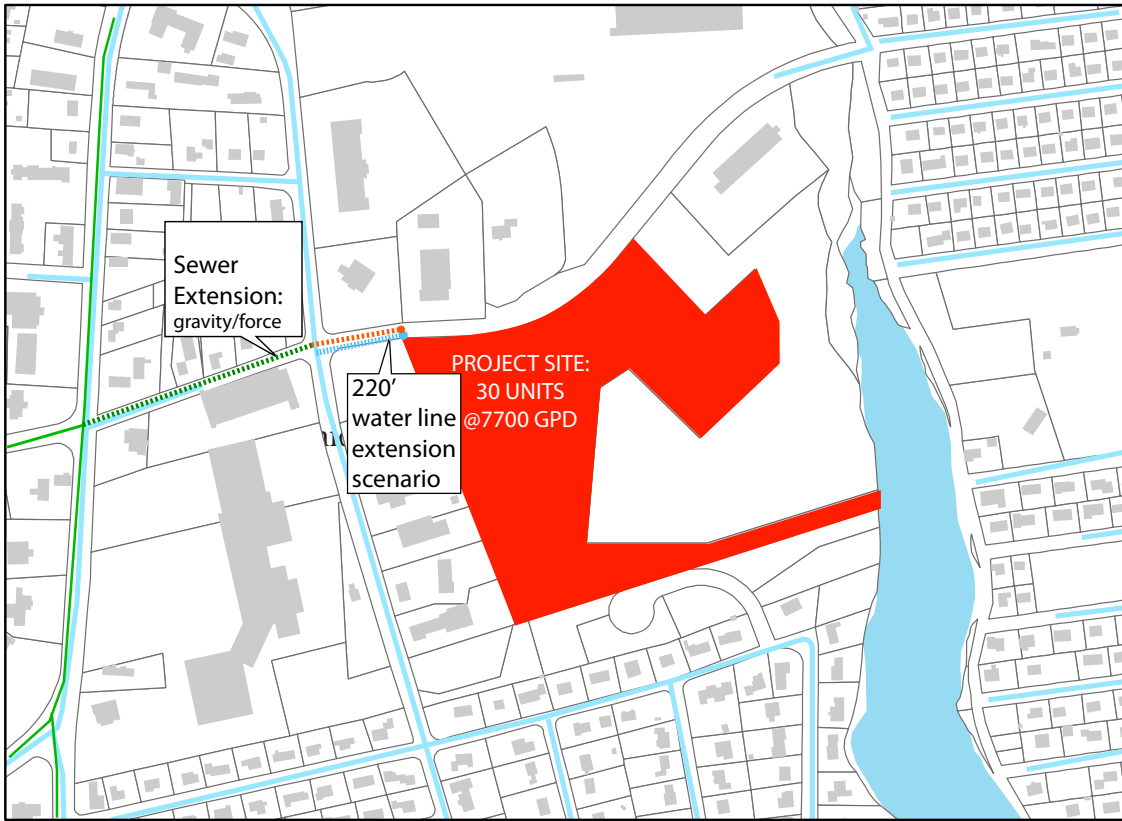 Sewer
Extension:
gravity/force
PROJECT SITE:
30 UNITS
@7700 GPD
220'
water line
extension
scenario